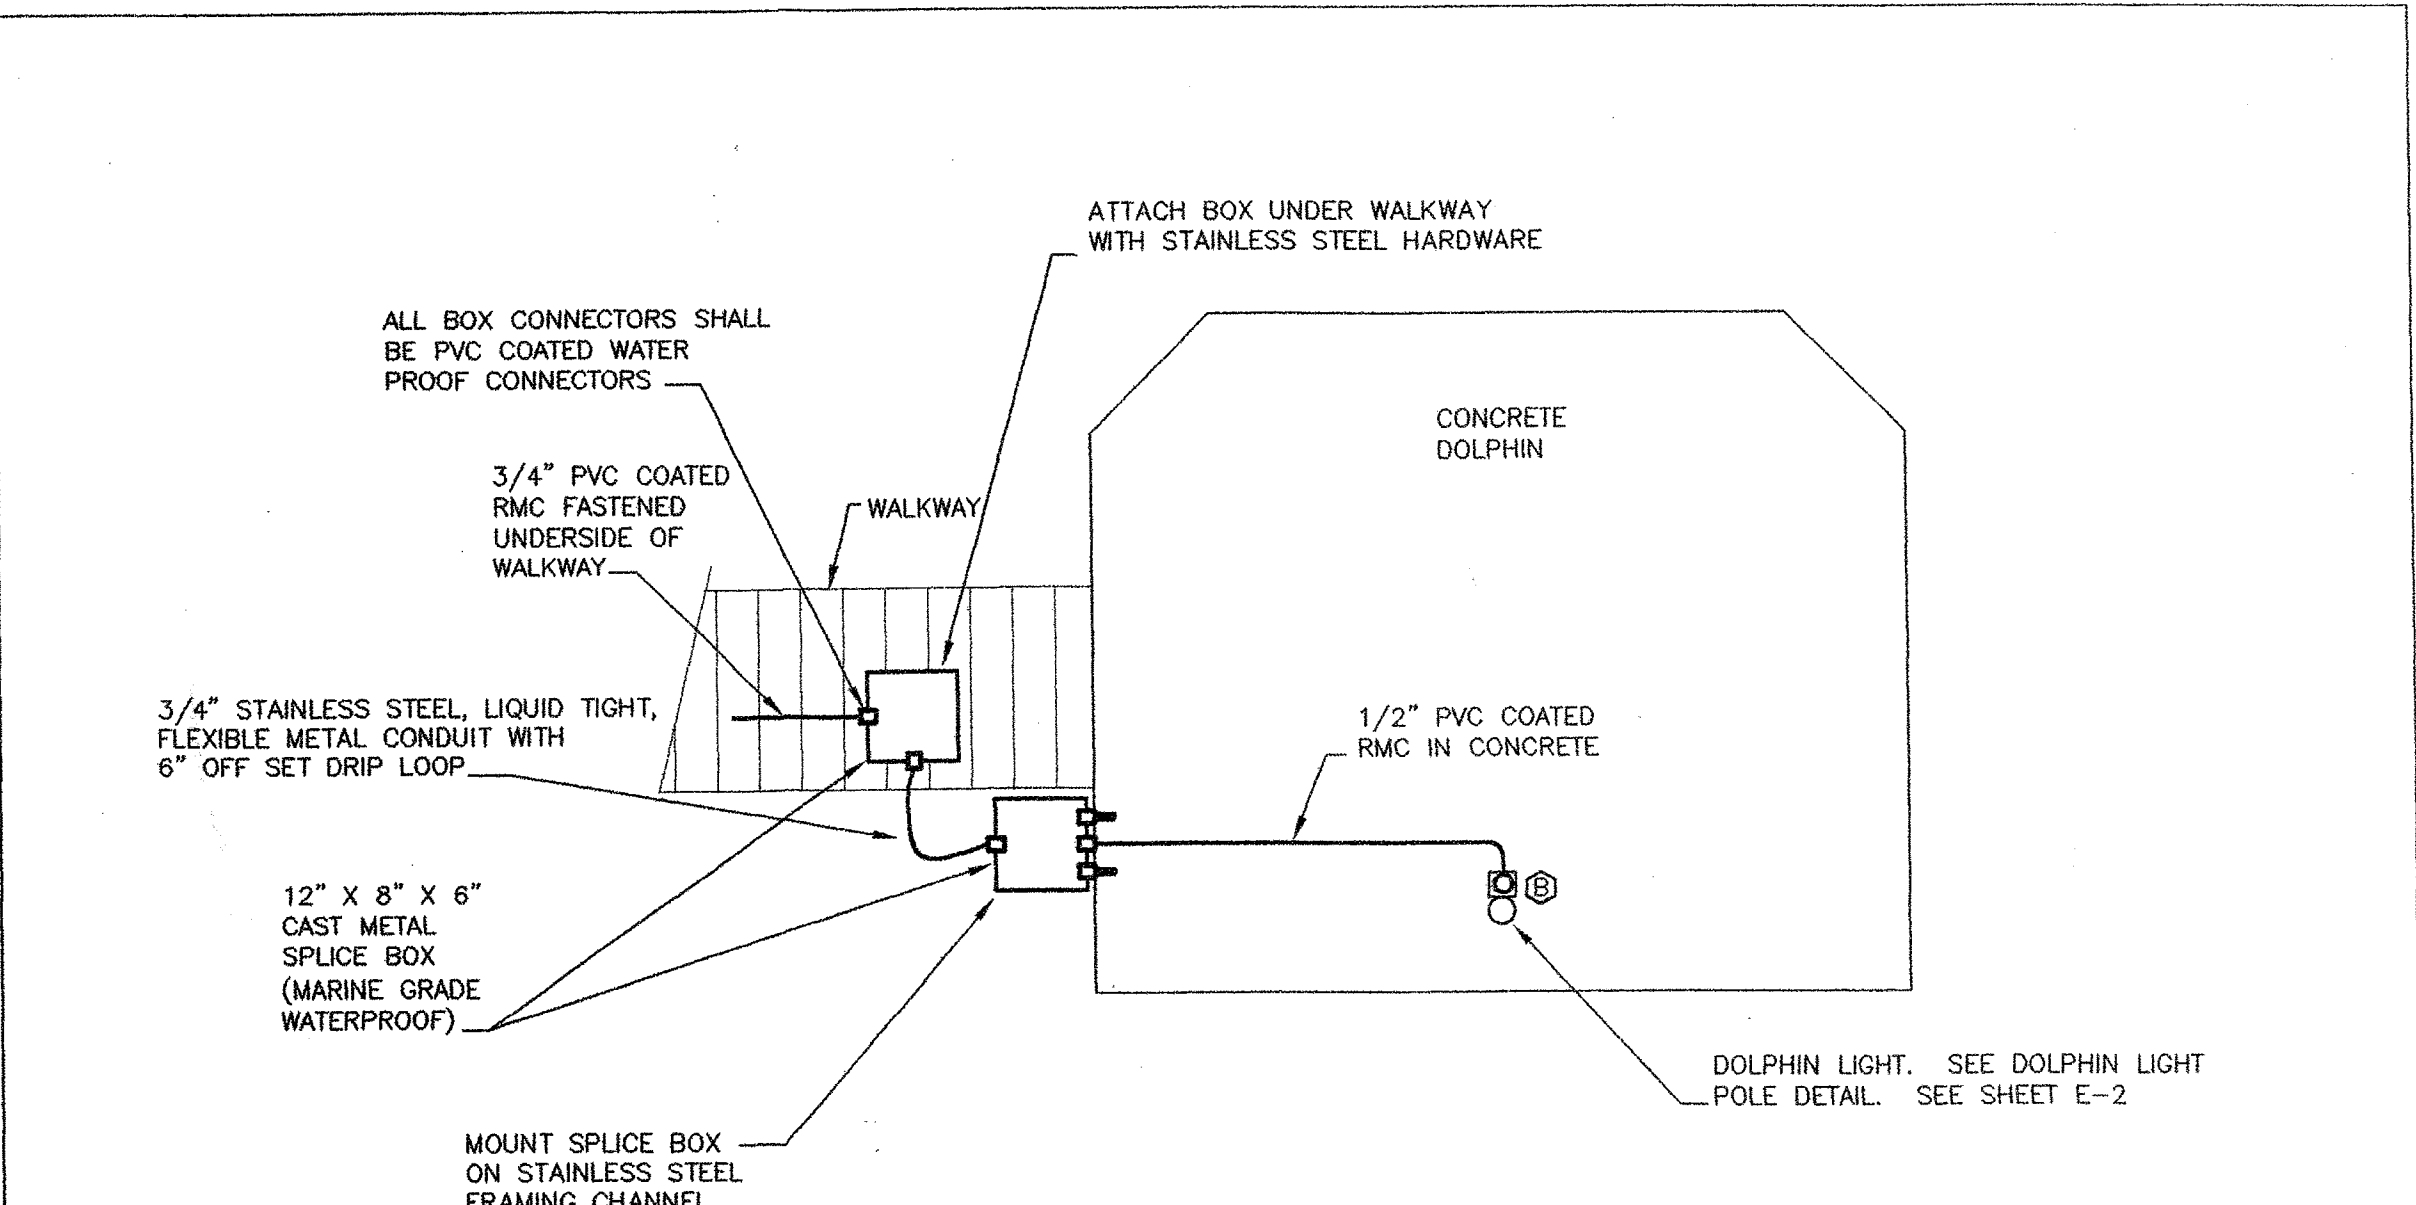 ATTACH BOX UNDER WALKWAY
WITH STAINLESS STEEL HARDWARE
ALL BOX CONNECTORS SHALL
BE PVC COATED WATER
PROOF CONNECTORS
CONCRETE
DOLPHIN
3/4" PVC COATED
RMC FASTENED
UNDERSIDE OF
WALKWAY
WALKWAY
3/4" STAINLESS STEEL, LIQUID TIGHT,
FLEXIBLE METAL CONDUIT WITH
6" OFF SET DRIP LOOP
1/2" PVC COATED
RMC IN CONCRETE
B
12" X 8" X 6"
CAST METAL
SPLICE BOX
(MARINE GRADE
WATERPROOF)
DOLPHIN LIGHT. SEE DOLPHIN LIGHT
POLE DETAIL. SEE SHEET E-2
MOUNT SPLICE BOX
ON STAINLESS STEEL
FRAMING CHANNEL